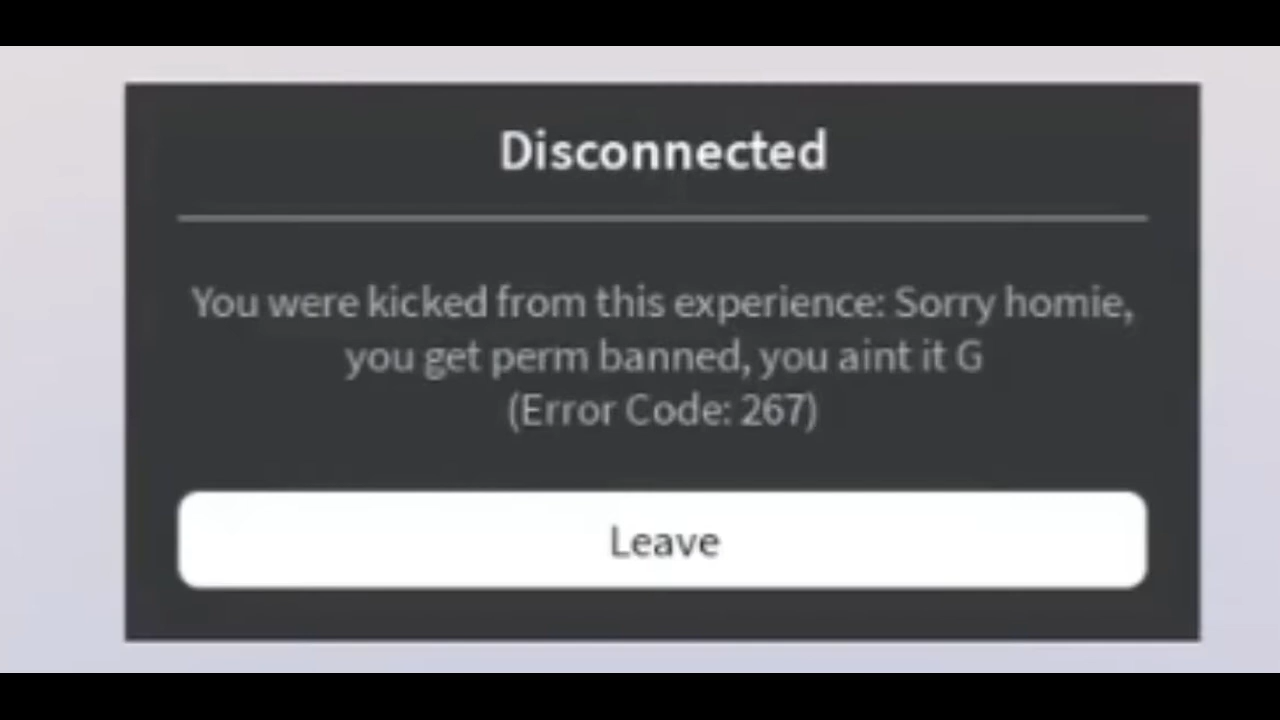 Disconnected
You were kicked from this experience: Sorry homie,
you get perm banned, you aint it G
(Error Code: 267)
Leave